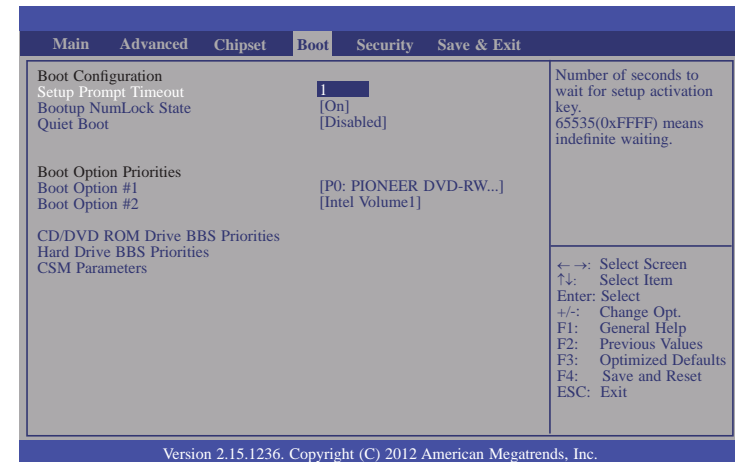 Main Advanced Chipset Boot Security Save & Exit
Boot Configuration
Setup Prompt Timeout 1
Bootup NumLock State [On]
Quiet Boot [Disabled]
Boot Option Priorities
Boot Option #1 [P0: PIONEER DVD-RW...]
Boot Option #2 [Intel Volume1]
CD/DVD ROM Drive BBS Priorities
Hard Drive BBS Priorities
CSM Parameters
Number of seconds to
wait for setup activation
key.
65535(0xFFFF) means
indefinite waiting.
←→: Select Screen
↑↓: Select Item
Enter: Select
+/-: Change Opt.
F1: General Help
F2: Previous Values
F3: Optimized Defaults
F4: Save and Reset
ESC: Exit
Version 2.15.1236. Copyright (C) 2012 American Megatrends, Inc.